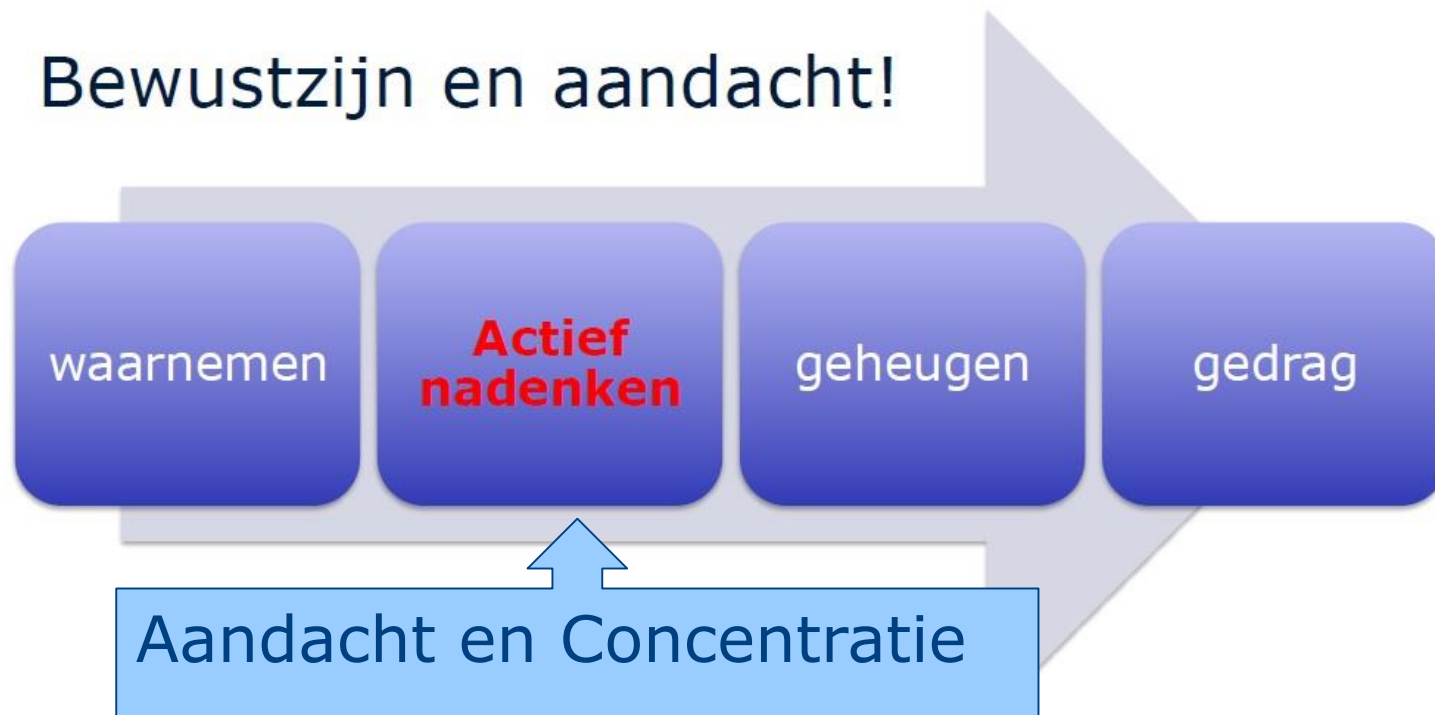 Bewustzijn en aandacht!
waarnemen
Actief
nadenken
geheugen
gedrag
Aandacht en Concentratie